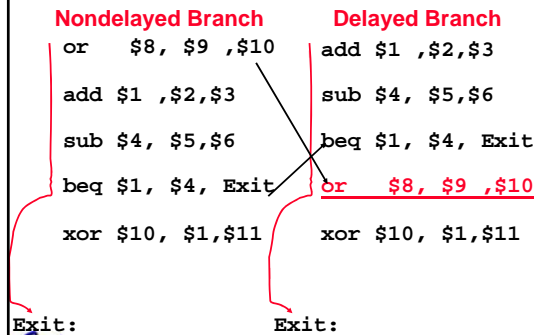 Nondelayed Branch
or $8, $9 ,$10
add $1 ,$2,$3
sub $4, $5,$6
beq $1, $4, Exit
xor $10, $1,$11
Exit:
Delayed Branch
add $1 ,$2,$3
sub $4, $5,$6
beq $1, $4, Exit
or $8, $9 ,$10
xor $10, $1,$11
Exit: